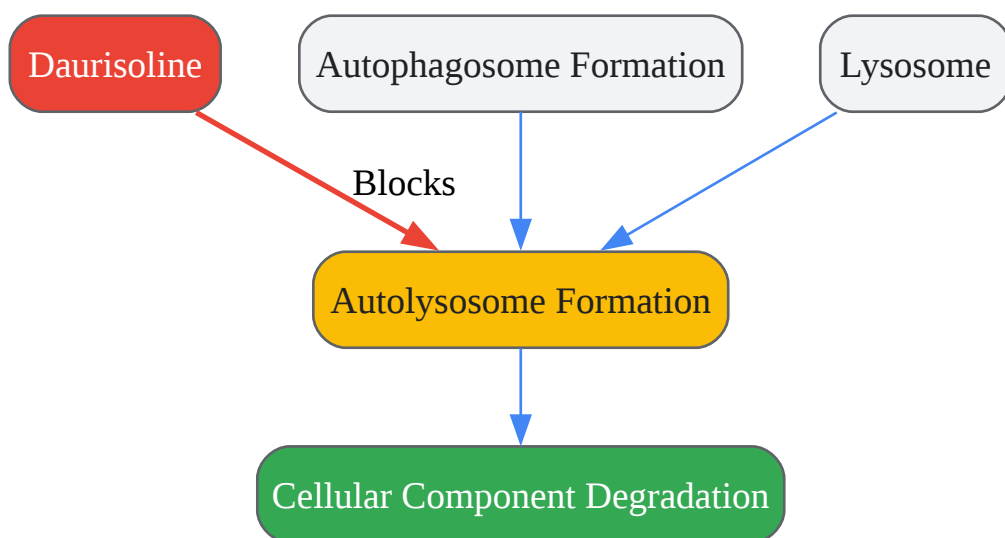 Daurisoline
Autophagosome Formation
Lysosome
Blocks
Autolysosome Formation
Cellular Component Degradation